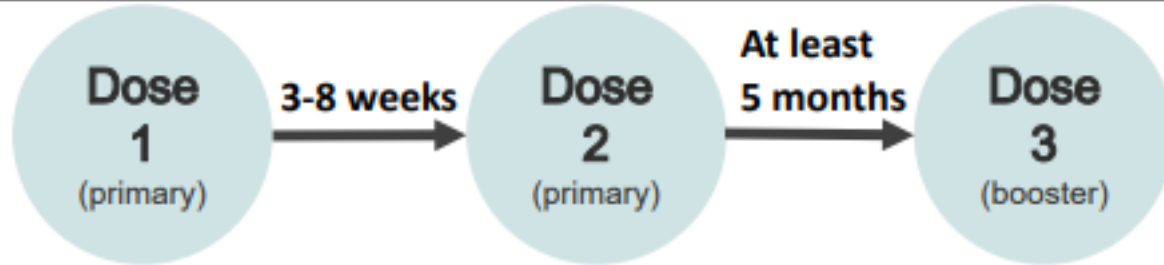 Dose
1
(primary)
3-8 weeks
Dose
2
(primary)
At least
5 months
Dose
3
(booster)